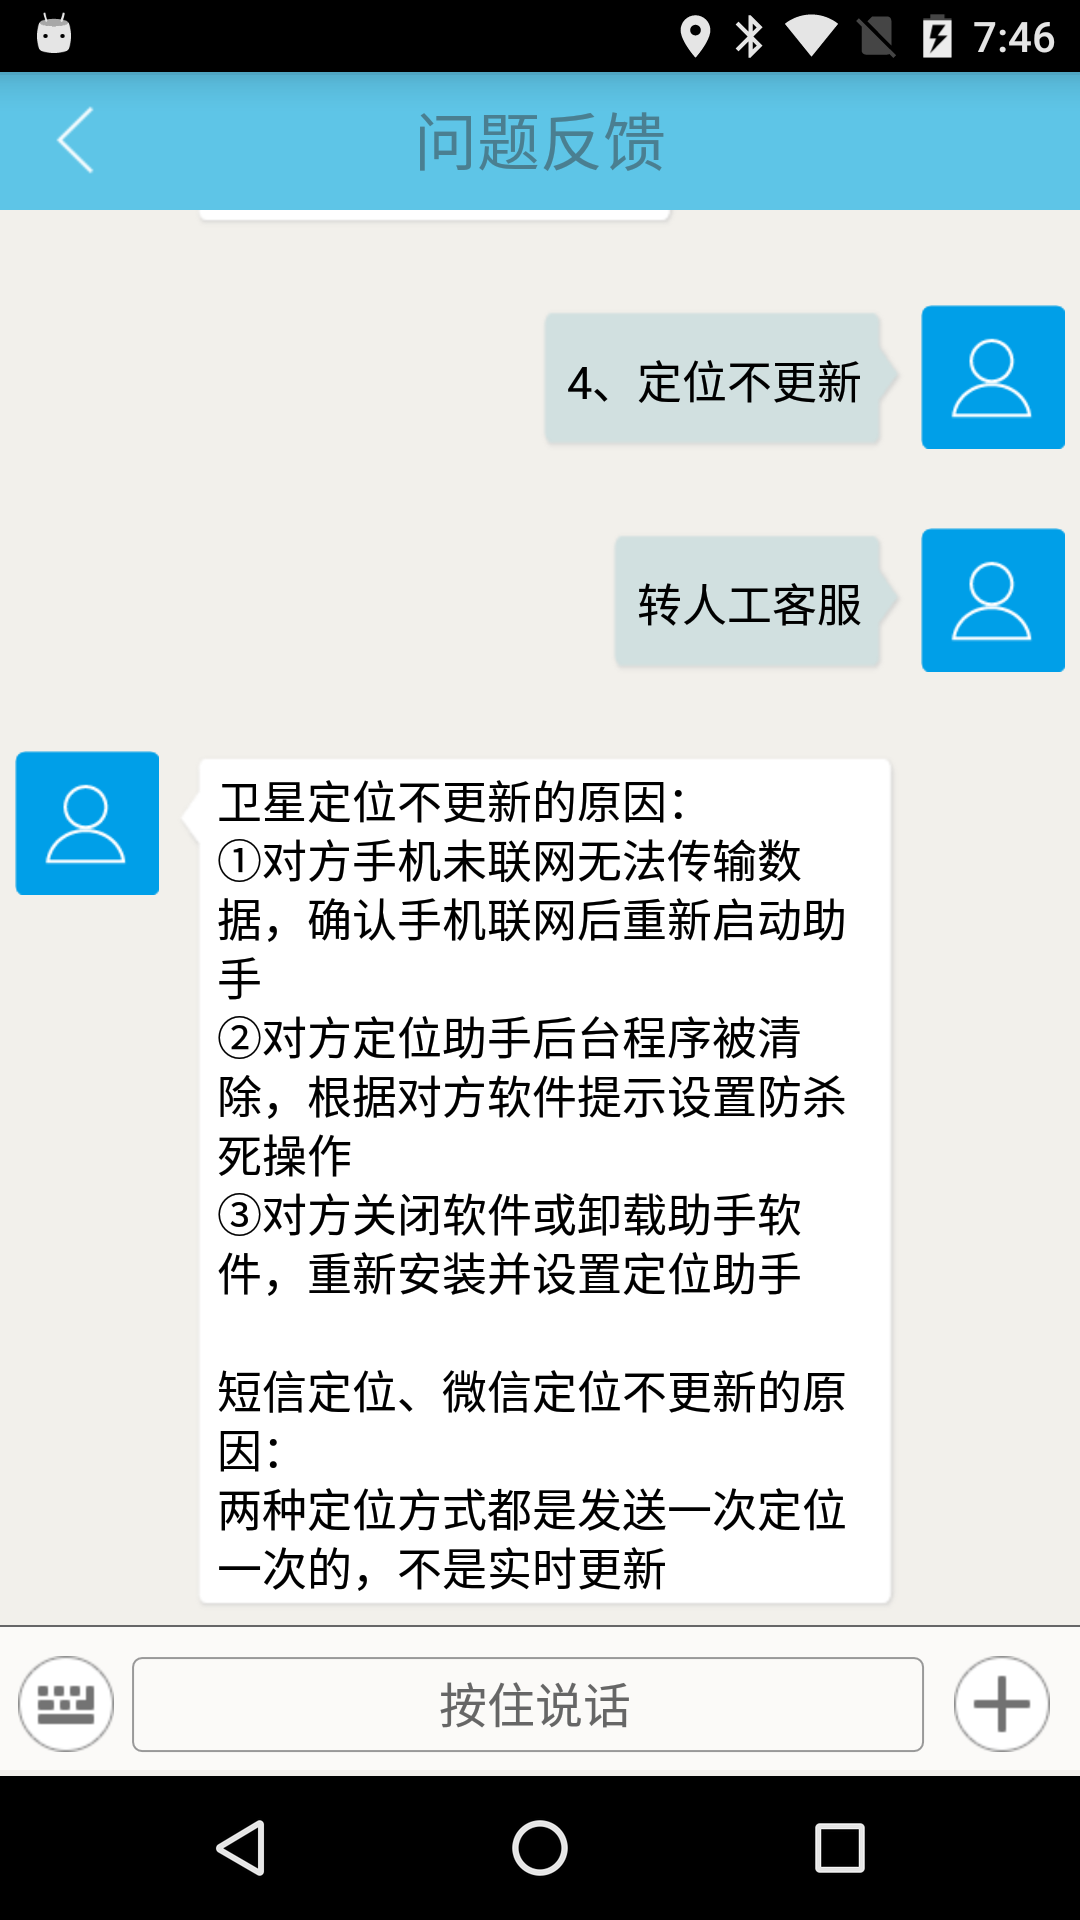 7:46
问题反馈
4、定位不更新
转人工客服
卫星定位不更新的原因：
①对方手机未联网无法传输数
据，确认手机联网后重新启动助
手
②对方定位助手后台程序被清
除，根据对方软件提示设置防杀
死操作
③对方关闭软件或卸载助手软
件，重新安装并设置定位助手
短信定位、微信定位不更新的原
因：
两种定位方式都是发送一次定位
一次的，不是实时更新
按住说话